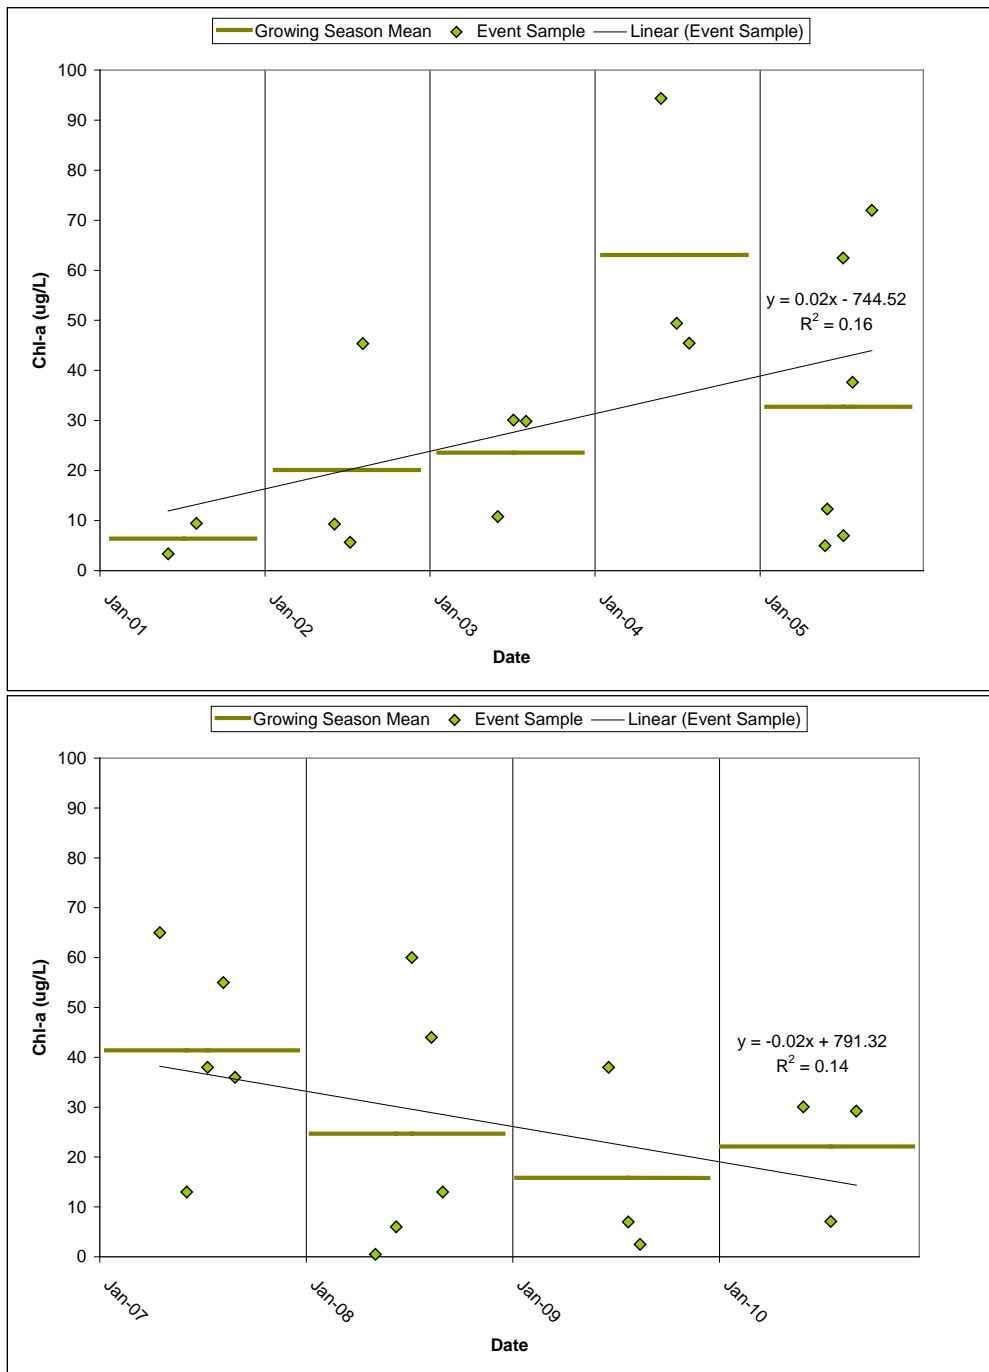 Growing Season Mean Event Sample Linear (Event Sample)
100
90
80
70
60
50
40
30
20
10
0
Chl-a (ug/L)
y = 0.02x - 744.52
R² = 0.16
Jan-01 Jan-02 Jan-03 Jan-04 Jan-05
Date
Growing Season Mean Event Sample Linear (Event Sample)
100
90
80
70
60
50
40
30
20
10
0
Chl-a (ug/L)
y = -0.02x + 791.32
R² = 0.14
Jan-07 Jan-08 Jan-09 Jan-10
Date